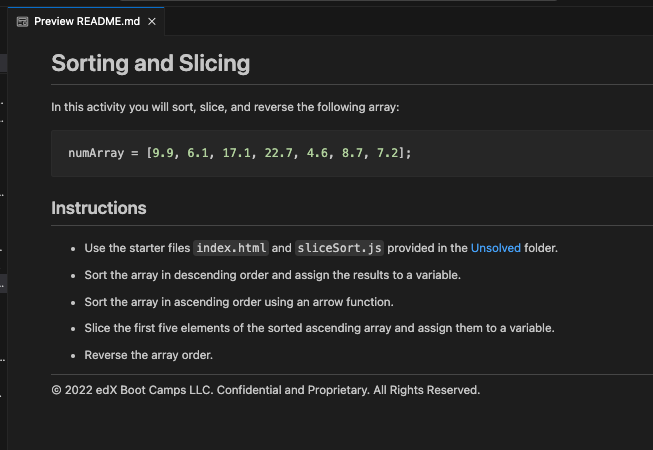 Preview README.md ×
Sorting and Slicing
In this activity you will sort, slice, and reverse the following array:
numArray = [9.9, 6.1, 17.1, 22.7, 4.6, 8.7, 7.2];
Instructions
• Use the starter files index.html and sliceSort.js provided in the Unsolved folder.
• Sort the array in descending order and assign the results to a variable.
• Sort the array in ascending order using an arrow function.
• Slice the first five elements of the sorted ascending array and assign them to a variable.
• Reverse the array order.
© 2022 edX Boot Camps LLC. Confidential and Proprietary. All Rights Reserved.